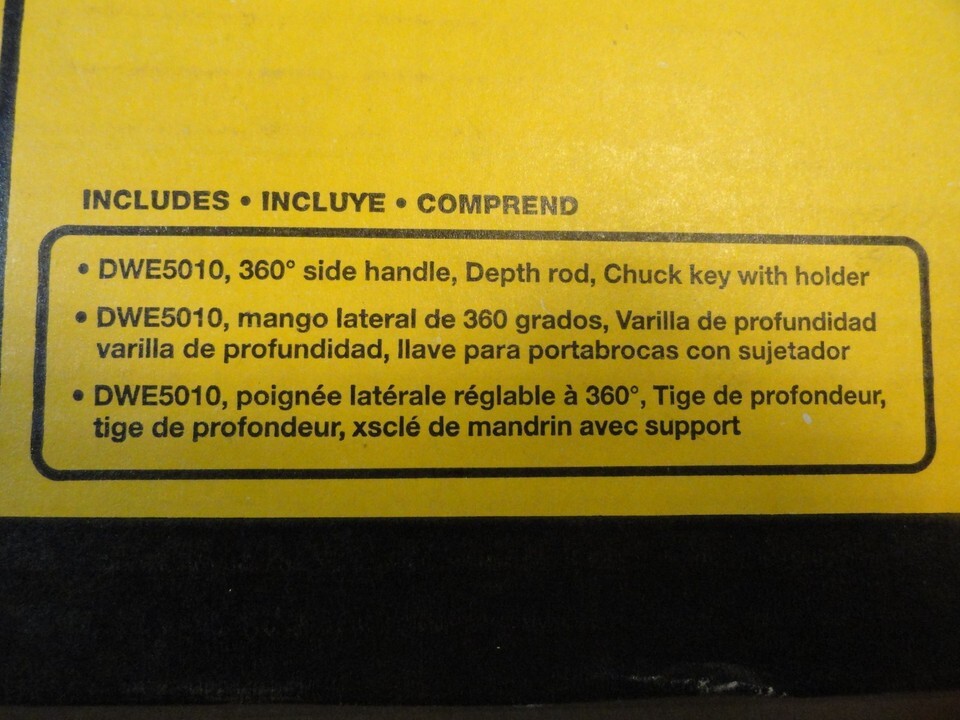 INCLUDES • INCLUYE • COMPREND
• DWE5010, 360° side handle, Depth rod, Chuck key with holder
• DWE5010, mango lateral de 360 grados, Varilla de profundidad
varilla de profundidad, llave para portabrocas con sujetador
• DWE5010, poignée latérale réglable à 360°, Tige de profondeur,
tige de profondeur, xsclé de mandrin avec support